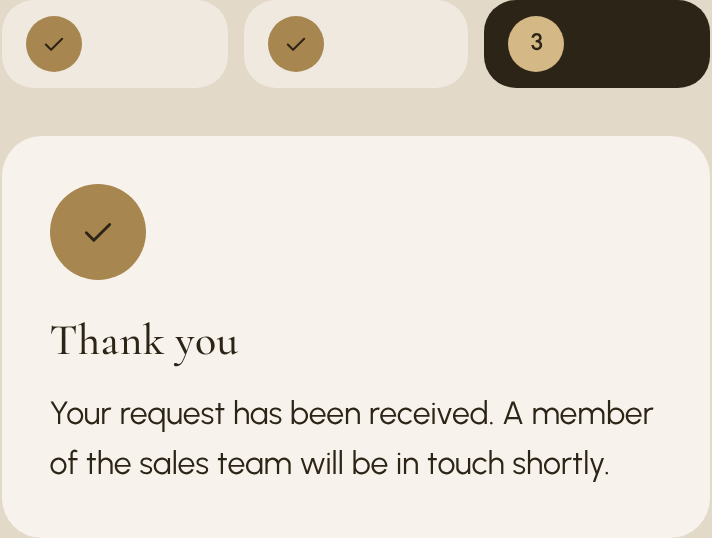 3
Thank you
Your request has been received. A member
of the sales team will be in touch shortly.